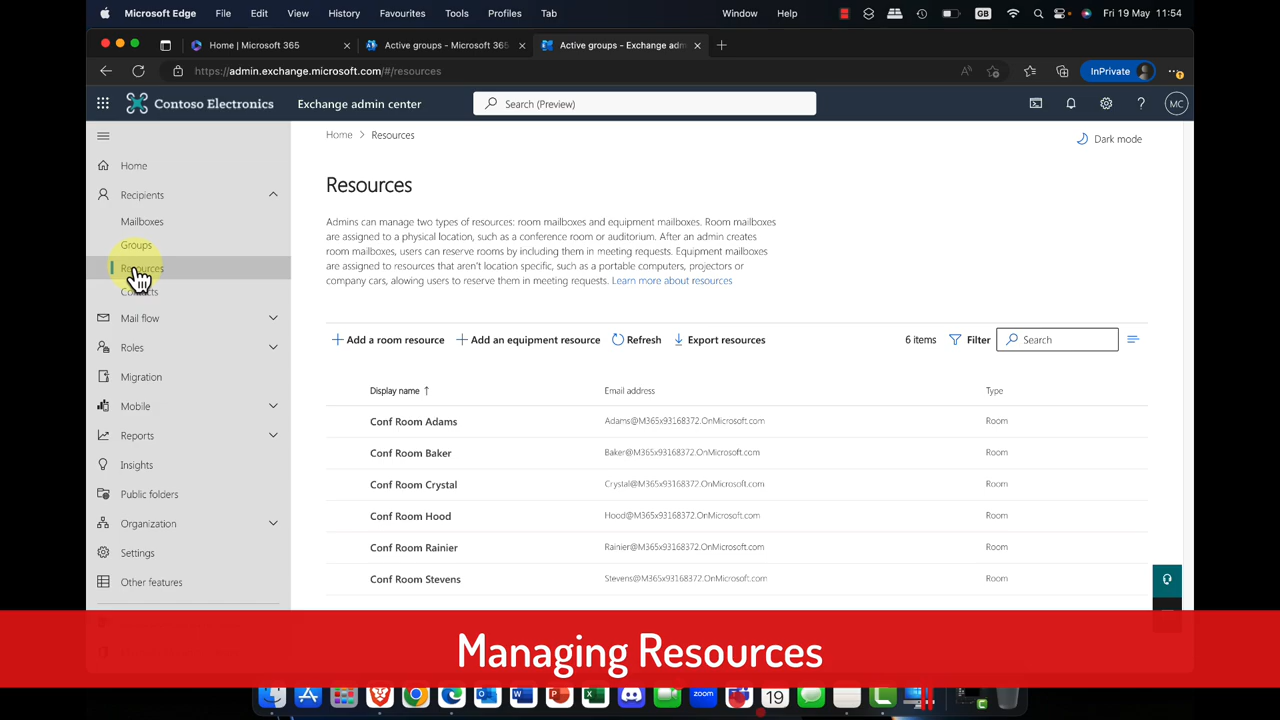 Microsoft Edge File Edit View History Favourites Tools Profiles Tab Window Help GB Fri 19 May 11:54
Home | Microsoft 365
Active groups - Microsoft 365
Active groups - Exchange adm
https://admin.exchange.microsoft.com/#/resources
InPrivate
Contoso Electronics
Exchange admin center
Search (Preview)
MC
Home
Recipients
Mailboxes
Groups
Resources
Contacts
Mail flow
Roles
Migration
Mobile
Reports
Insights
Public folders
Organization
Settings
Other features
Home > Resources
Dark mode
Resources
Admins can manage two types of resources: room mailboxes and equipment mailboxes. Room mailboxes
are assigned to a physical location, such as a conference room or auditorium. After an admin creates
room mailboxes, users can reserve rooms by including them in meeting requests. Equipment mailboxes
are assigned to resources that aren't location specific, such as a portable computers, projectors or
company cars, alowing users to reserve them in meeting requests. Learn more about resources
Add a room resource
Add an equipment resource
Refresh
Export resources
6 items
Filter
Search
Display name ↑ Email address Type
Conf Room Adams Adams@M365x93168372.OnMicrosoft.com Room
Conf Room Baker Baker@M365x93168372.OnMicrosoft.com Room
Conf Room Crystal Crystal@M365x93168372.OnMicrosoft.com Room
Conf Room Hood Hood@M365x93168372.OnMicrosoft.com Room
Conf Room Rainier Rainier@M365x93168372.OnMicrosoft.com Room
Conf Room Stevens Stevens@M365x93168372.OnMicrosoft.com Room
Managing Resources
zoom
19